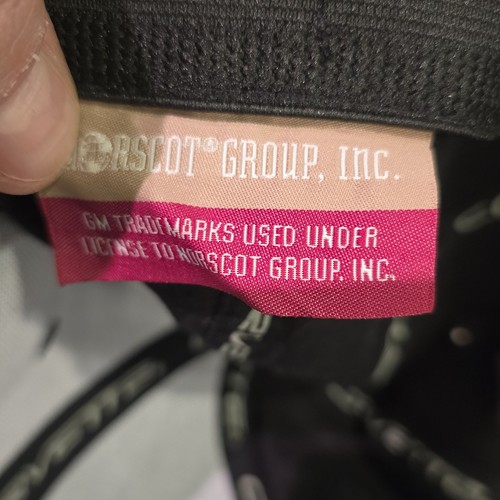 NORSCOT® GROUP, INC.
GM TRADEMARKS USED UNDER
LICENSE TO NORSCOT GROUP. INC.